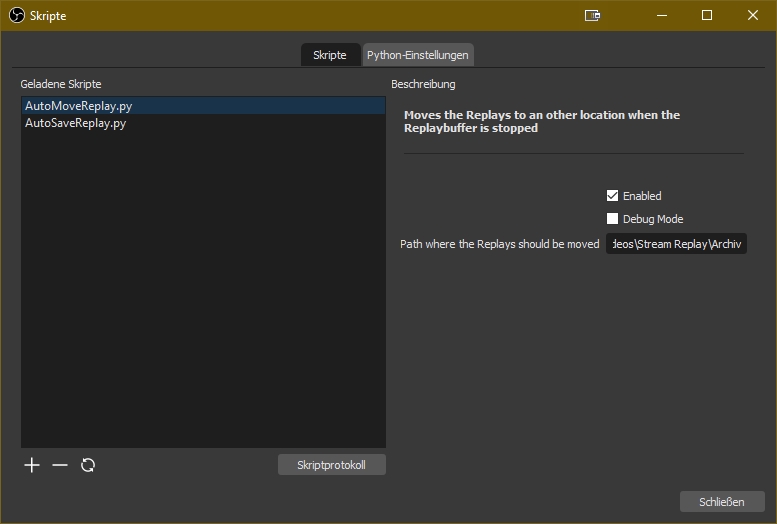 Skripte
Skripte Python-Einstellungen
Geladene Skripte
AutoMoveReplay.py
AutoSaveReplay.py
Skriptprotokoll
Beschreibung
Moves the Replays to an other location when the
Replaybuffer is stopped
Enabled
Debug Mode
Path where the Replays should be moved deos\Stream Replay\Archiv
Schließen